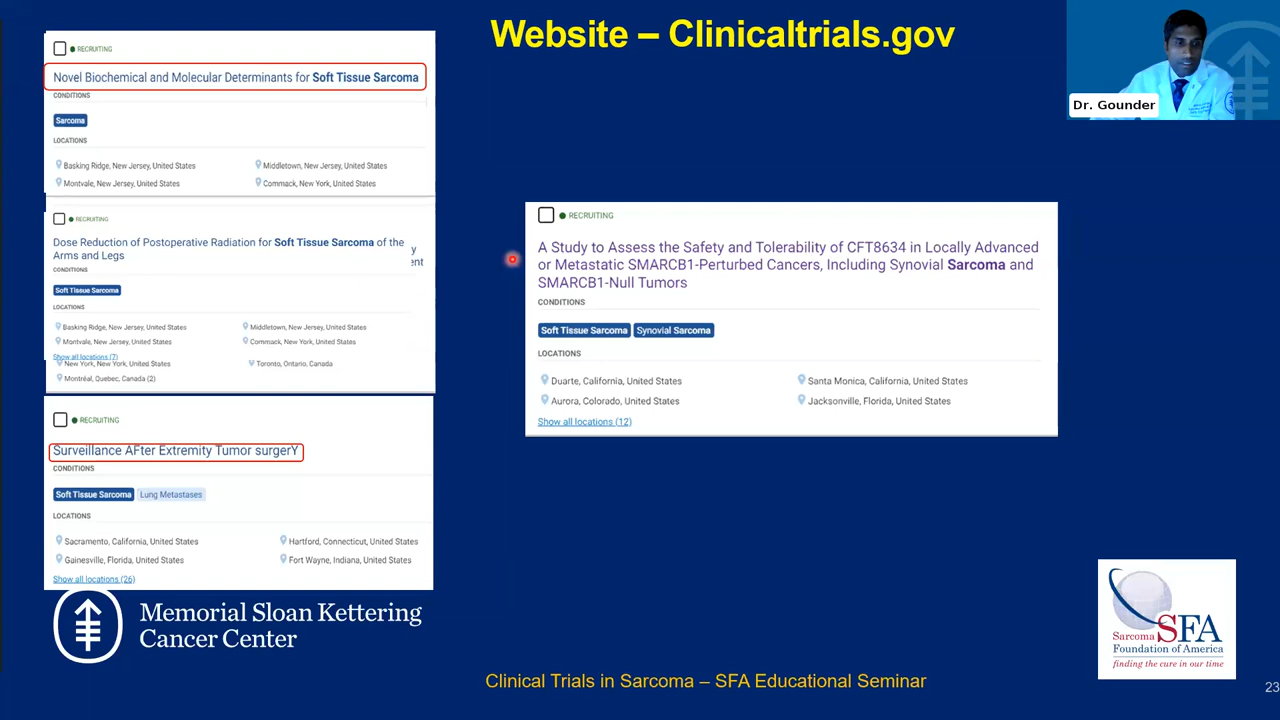 Website – Clinicaltrials.gov
Dr. Gounder
RECRUITING
Novel Biochemical and Molecular Determinants for Soft Tissue Sarcoma
CONDITIONS
Sarcoma
LOCATIONS
Basking Ridge, New Jersey, United States
Middletown, New Jersey, United States
Montvale, New Jersey, United States
Commack, New York, United States
RECRUITING
Dose Reduction of Postoperative Radiation for Soft Tissue Sarcoma of the
Arms and Legs
y
ent
CONDITIONS
Soft Tissue Sarcoma
LOCATIONS
Basking Ridge, New Jersey, United States
Middletown, New Jersey, United States
Montvale, New Jersey, United States
Commack, New York, United States
Show all locations (7)
New York, New York, United States
Toronto, Ontario, Canada
Montréal, Quebec, Canada (2)
RECRUITING
Surveillance AFter Extremity Tumor surgerY
CONDITIONS
Soft Tissue Sarcoma
Lung Metastases
LOCATIONS
Sacramento, California, United States
Hartford, Connecticut, United States
Gainesville, Florida, United States
Fort Wayne, Indiana, United States
Show all locations (26)
RECRUITING
A Study to Assess the Safety and Tolerability of CFT8634 in Locally Advanced
or Metastatic SMARCB1-Perturbed Cancers, Including Synovial Sarcoma and
SMARCB1-Null Tumors
CONDITIONS
Soft Tissue Sarcoma
Synovial Sarcoma
LOCATIONS
Duarte, California, United States
Santa Monica, California, United States
Aurora, Colorado, United States
Jacksonville, Florida, United States
Show all locations (12)
Memorial Sloan Kettering
Cancer Center
Sarcoma SFA
Foundation of America
finding the cure in our time
Clinical Trials in Sarcoma – SFA Educational Seminar
23